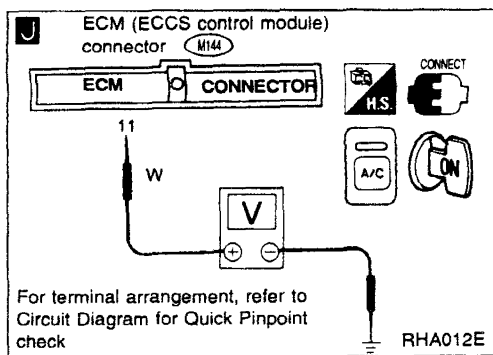 J
ECM (ECCS control module)
connector M144
ECM CONNECTOR
CONNECT
H.S.
A/C
ON
11
W
V
+ −
For terminal arrangement, refer to
Circuit Diagram for Quick Pinpoint
check
RHA012E